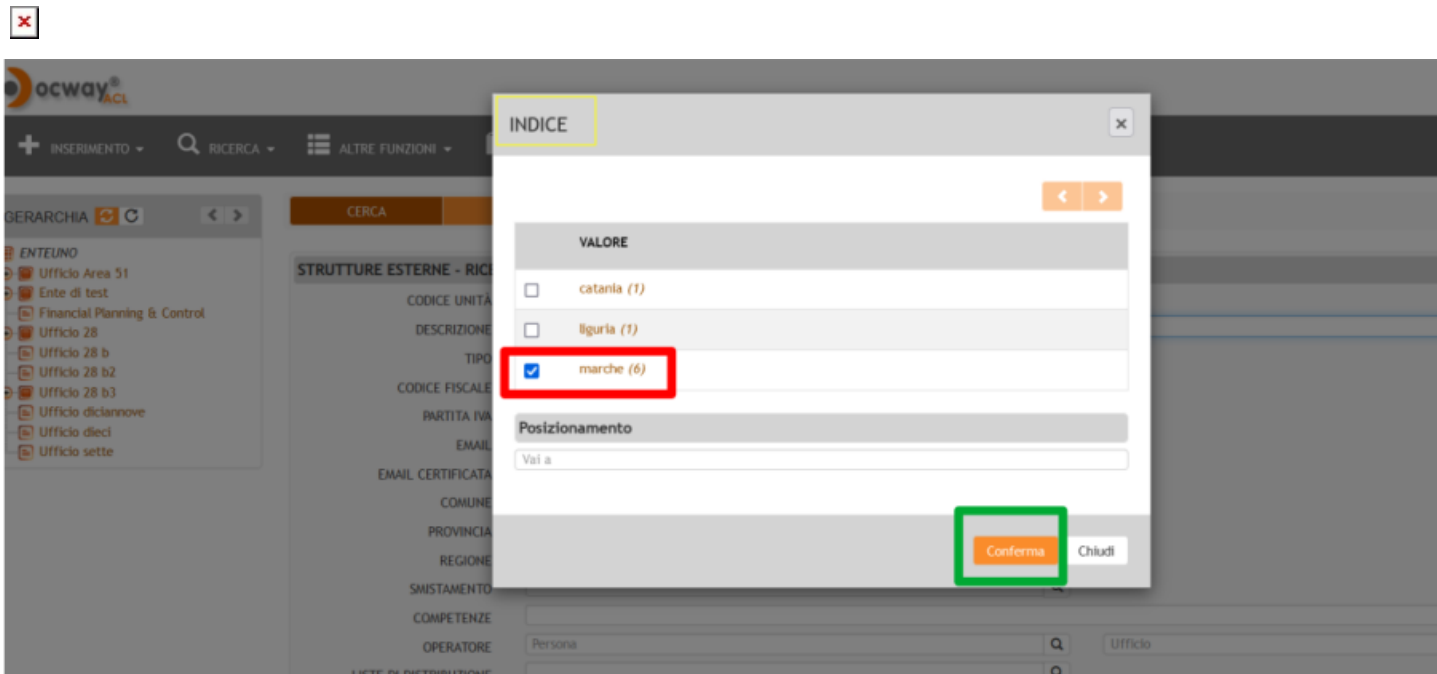 ocway®
ACL
INSERIMENTO
RICERCA
ALTRE FUNZIONI
INDICE
GERARCHIA
ENTEUNO
Ufficio Area 51
Ente di test
Financial Planning & Control
Ufficio 28
Ufficio 28 b
Ufficio 28 b2
Ufficio 28 b3
Ufficio diciannove
Ufficio dieci
Ufficio sette
CERCA
STRUTTURE ESTERNE - RICE
CODICE UNITÀ
DESCRIZIONE
TIPO
CODICE FISCALE
PARTITA IVA
EMAIL
EMAIL CERTIFICATA
COMUNE
PROVINCIA
REGIONE
SMISTAMENTO
COMPETENZE
OPERATORE Persona Ufficio
LISTE DI DISTRIBUZIONE
VALORE
catania (1)
liguria (1)
marche (6)
Posizionamento
Vai a
Conferma Chiudi